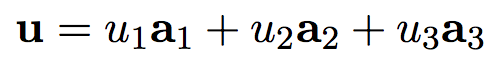 u = u₁a₁ + u₂a₂ + u₃a₃